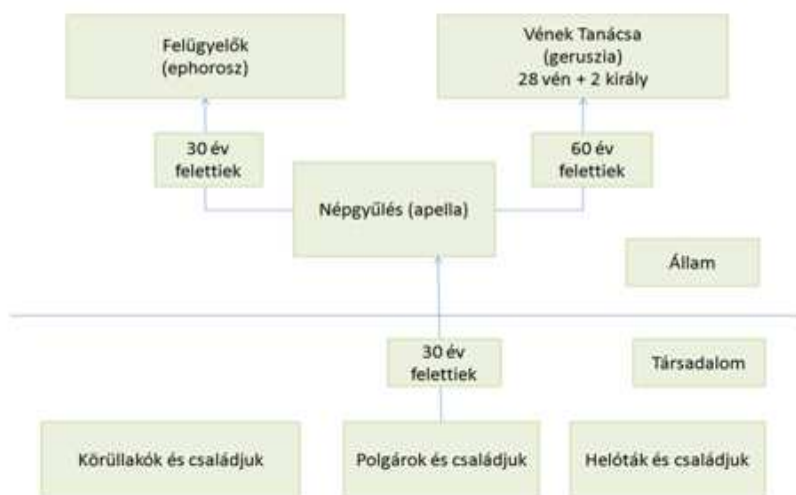 Felügyelők
(ephorosz)
Vének Tanácsa
(geruszia)
28 vén + 2 király
30 év
felettiek
60 év
felettiek
Népgyűlés (apella)
Állam
30 év
felettiek
Társadalom
Körüllakók és családjuk
Polgárok és családjuk
Helóták és családjuk